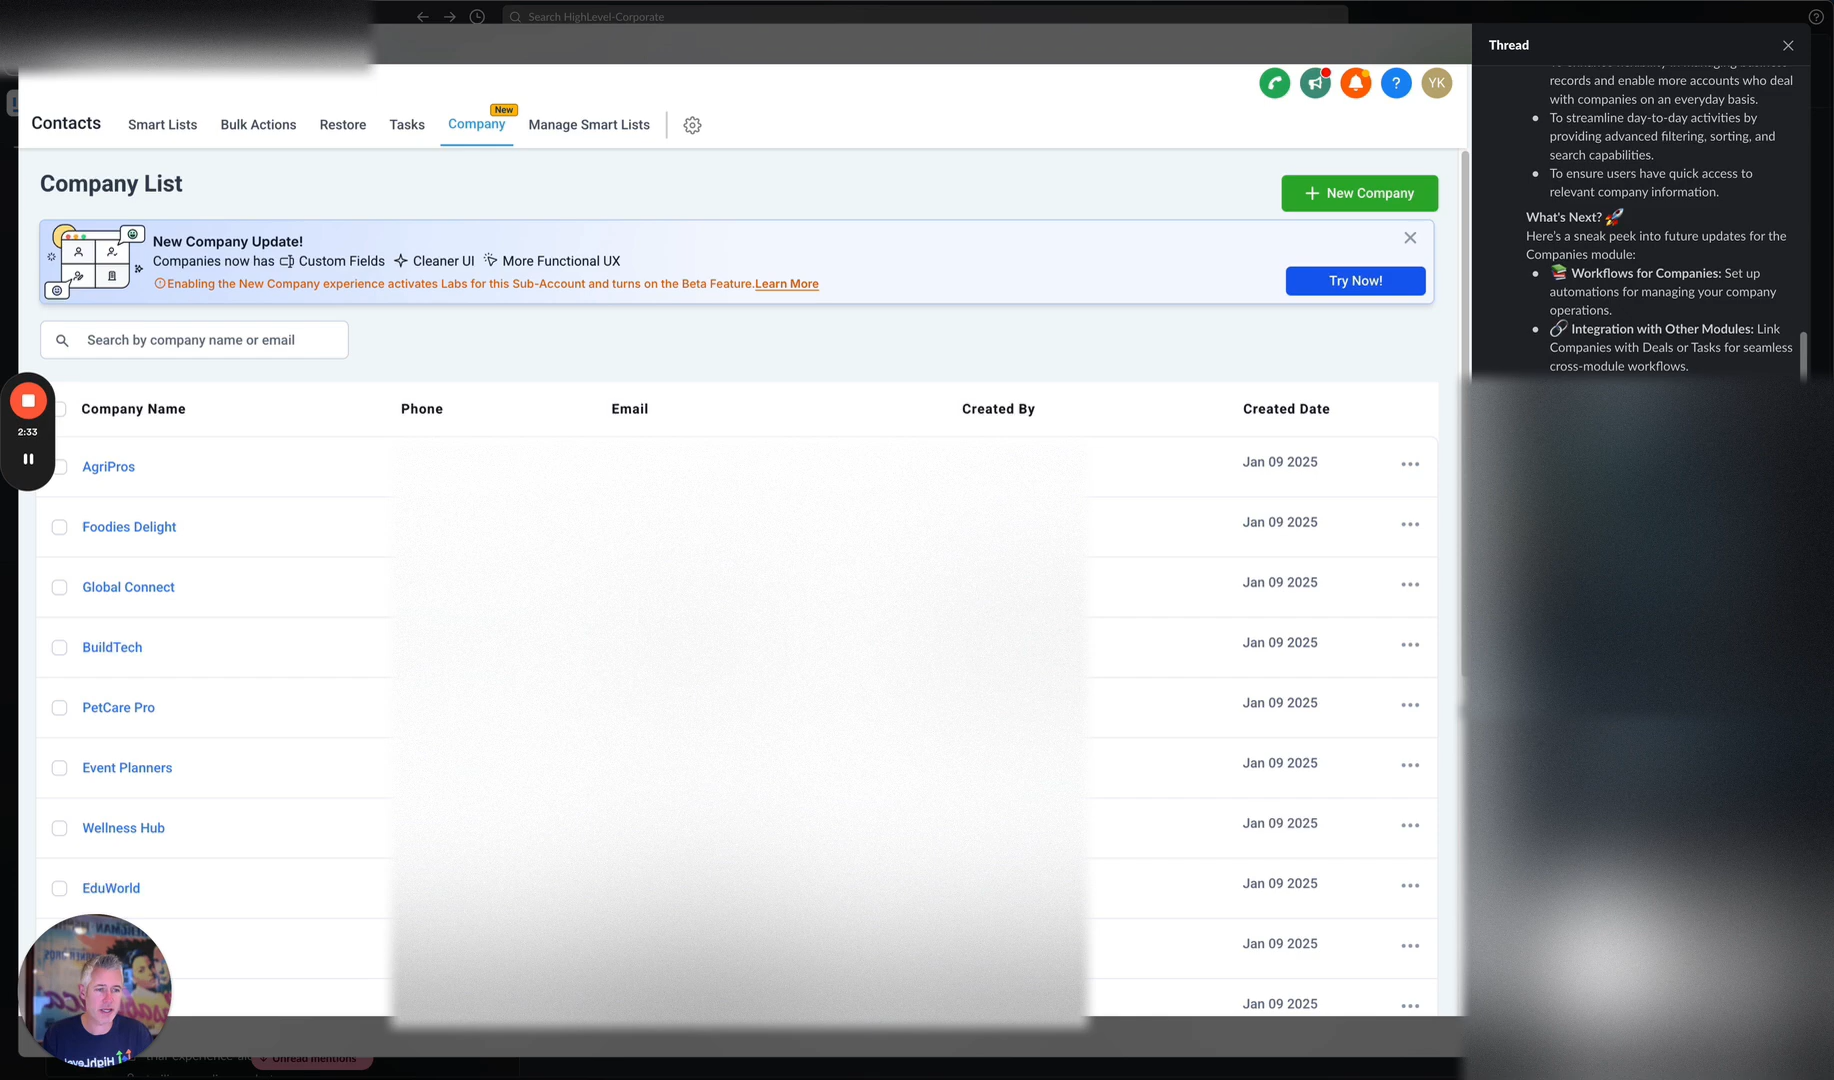 Search HighLevel-Corporate
Thread
records and enable more accounts who deal
with companies on an everyday basis.
To streamline day-to-day activities by
providing advanced filtering, sorting, and
search capabilities.
To ensure users have quick access to
relevant company information.
What's Next? 🚀
Here's a sneak peek into future updates for the
Companies module:
📚 Workflows for Companies: Set up
automations for managing your company
operations.
🔗 Integration with Other Modules: Link
Companies with Deals or Tasks for seamless
cross-module workflows.
YK
Contacts Smart Lists Bulk Actions Restore Tasks Company New Manage Smart Lists
Company List
+ New Company
New Company Update!
Companies now has Custom Fields Cleaner UI More Functional UX
Enabling the New Company experience activates Labs for this Sub-Account and turns on the Beta Feature. Learn More
Try Now!
Search by company name or email
2:33
Company Name Phone Email Created By Created Date
AgriPros Jan 09 2025
Foodies Delight Jan 09 2025
Global Connect Jan 09 2025
BuildTech Jan 09 2025
PetCare Pro Jan 09 2025
Event Planners Jan 09 2025
Wellness Hub Jan 09 2025
EduWorld Jan 09 2025
Jan 09 2025
Jan 09 2025
Unread mentions